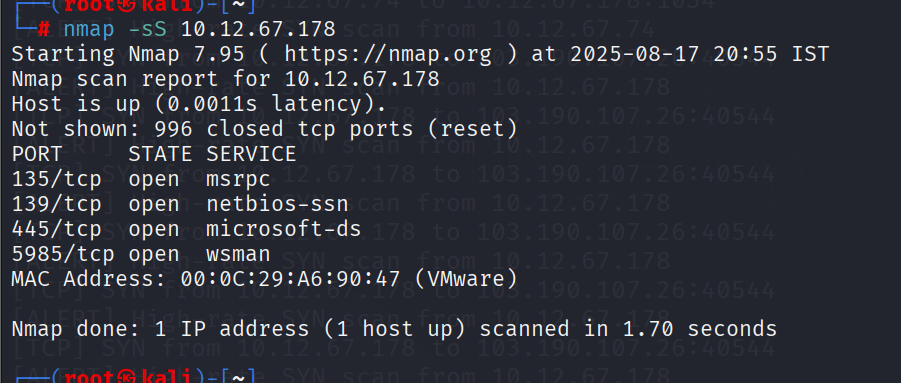 ┌──(root㉿kali)-[~]
└─# nmap -sS 10.12.67.178
Starting Nmap 7.95 ( https://nmap.org ) at 2025-08-17 20:55 IST
Nmap scan report for 10.12.67.178
Host is up (0.0011s latency).
Not shown: 996 closed tcp ports (reset)
PORT     STATE SERVICE
135/tcp  open  msrpc
139/tcp  open  netbios-ssn
445/tcp  open  microsoft-ds
5985/tcp open  wsman
MAC Address: 00:0C:29:A6:90:47 (VMware)
Nmap done: 1 IP address (1 host up) scanned in 1.70 seconds
┌──(root㉿kali)-[~]